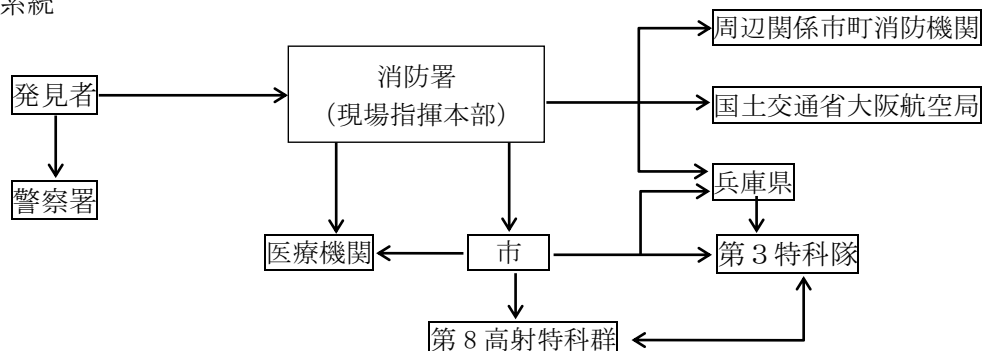 系統
周辺関係市町消防機関
消防署
（現場指揮本部）
発見者
国土交通省大阪航空局
兵庫県
警察署
医療機関
市
第３特科隊
第８高射特科群